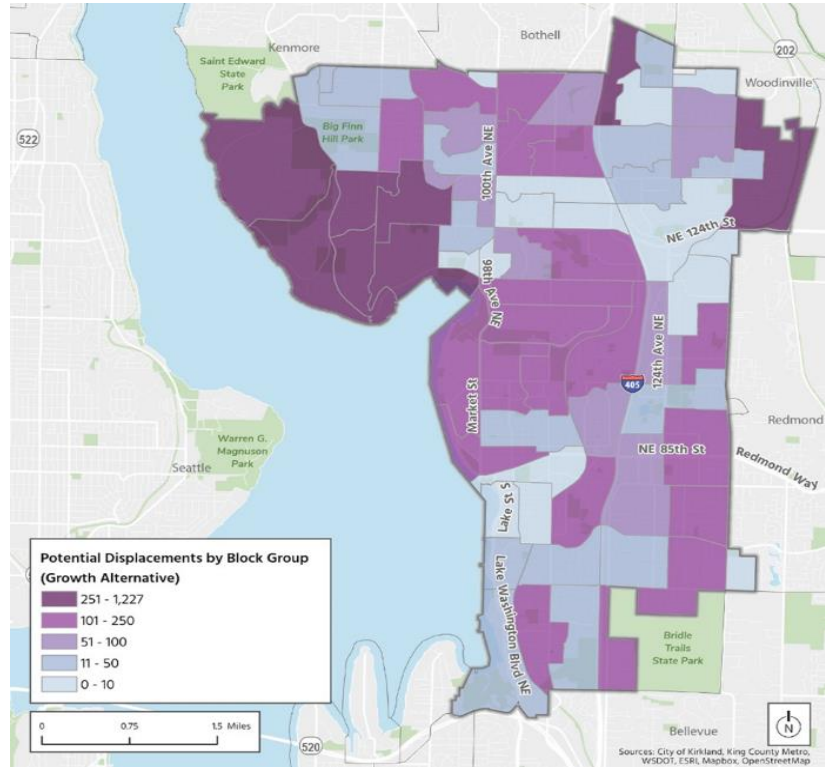 Kenmore
Bothell
202
Woodinville
Saint Edward
State
Park
522
Big Finn
Hill Park
100th Ave NE
NE 124th St
98th Ave NE
124th Ave NE
405
Market St
Warren G.
Magnuson
Park
Seattle
Redmond
NE 85th St
Redmond Way
Lake St S
Lake Washington Blvd NE
Bridle
Trails
State Park
Bellevue
520
Potential Displacements by Block Group
(Growth Alternative)
251 - 1,227
101 - 250
51 - 100
11 - 50
0 - 10
0 0.75 1.5 Miles
N
Sources: City of Kirkland, King County Metro,
WSDOT, ESRI, Mapbox, OpenStreetMap